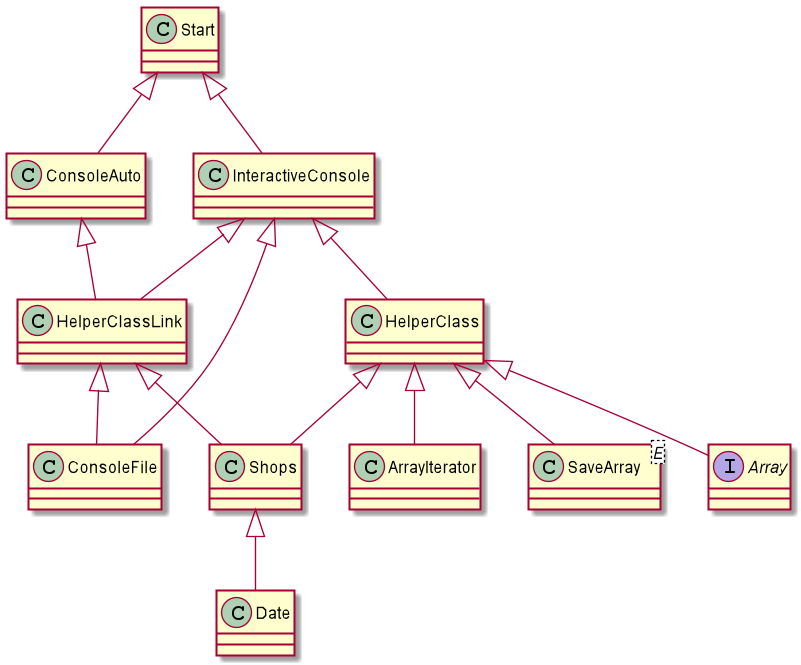 C Start
C ConsoleAuto
C InteractiveConsole
C HelperClassLink
C HelperClass
C ConsoleFile
C Shops
C ArrayIterator
C SaveArray E
I Array
C Date